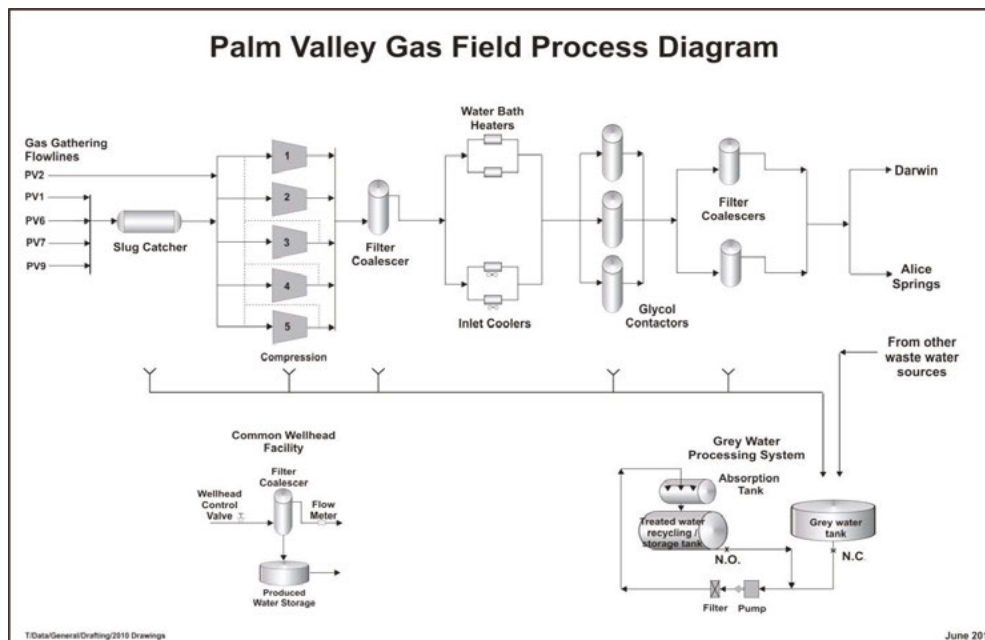 Palm Valley Gas Field Process Diagram
Gas Gathering
Flowlines
PV2
PV1
PV6
PV7
PV9
Slug Catcher
1
2
3
4
5
Compression
Filter
Coalescer
Water Bath
Heaters
Inlet Coolers
Glycol
Contactors
Filter
Coalescers
Darwin
Alice
Springs
From other
waste water
sources
Common Wellhead
Facility
Filter
Coalescer
Wellhead
Control
Valve
Flow
Meter
Produced
Water Storage
Grey Water
Processing System
Absorption
Tank
Treated water
recycling /
storage tank
N.O.
Grey water
tank
N.C.
Filter
Pump
T/Data/General/Drafting/2010 Drawings
June 201